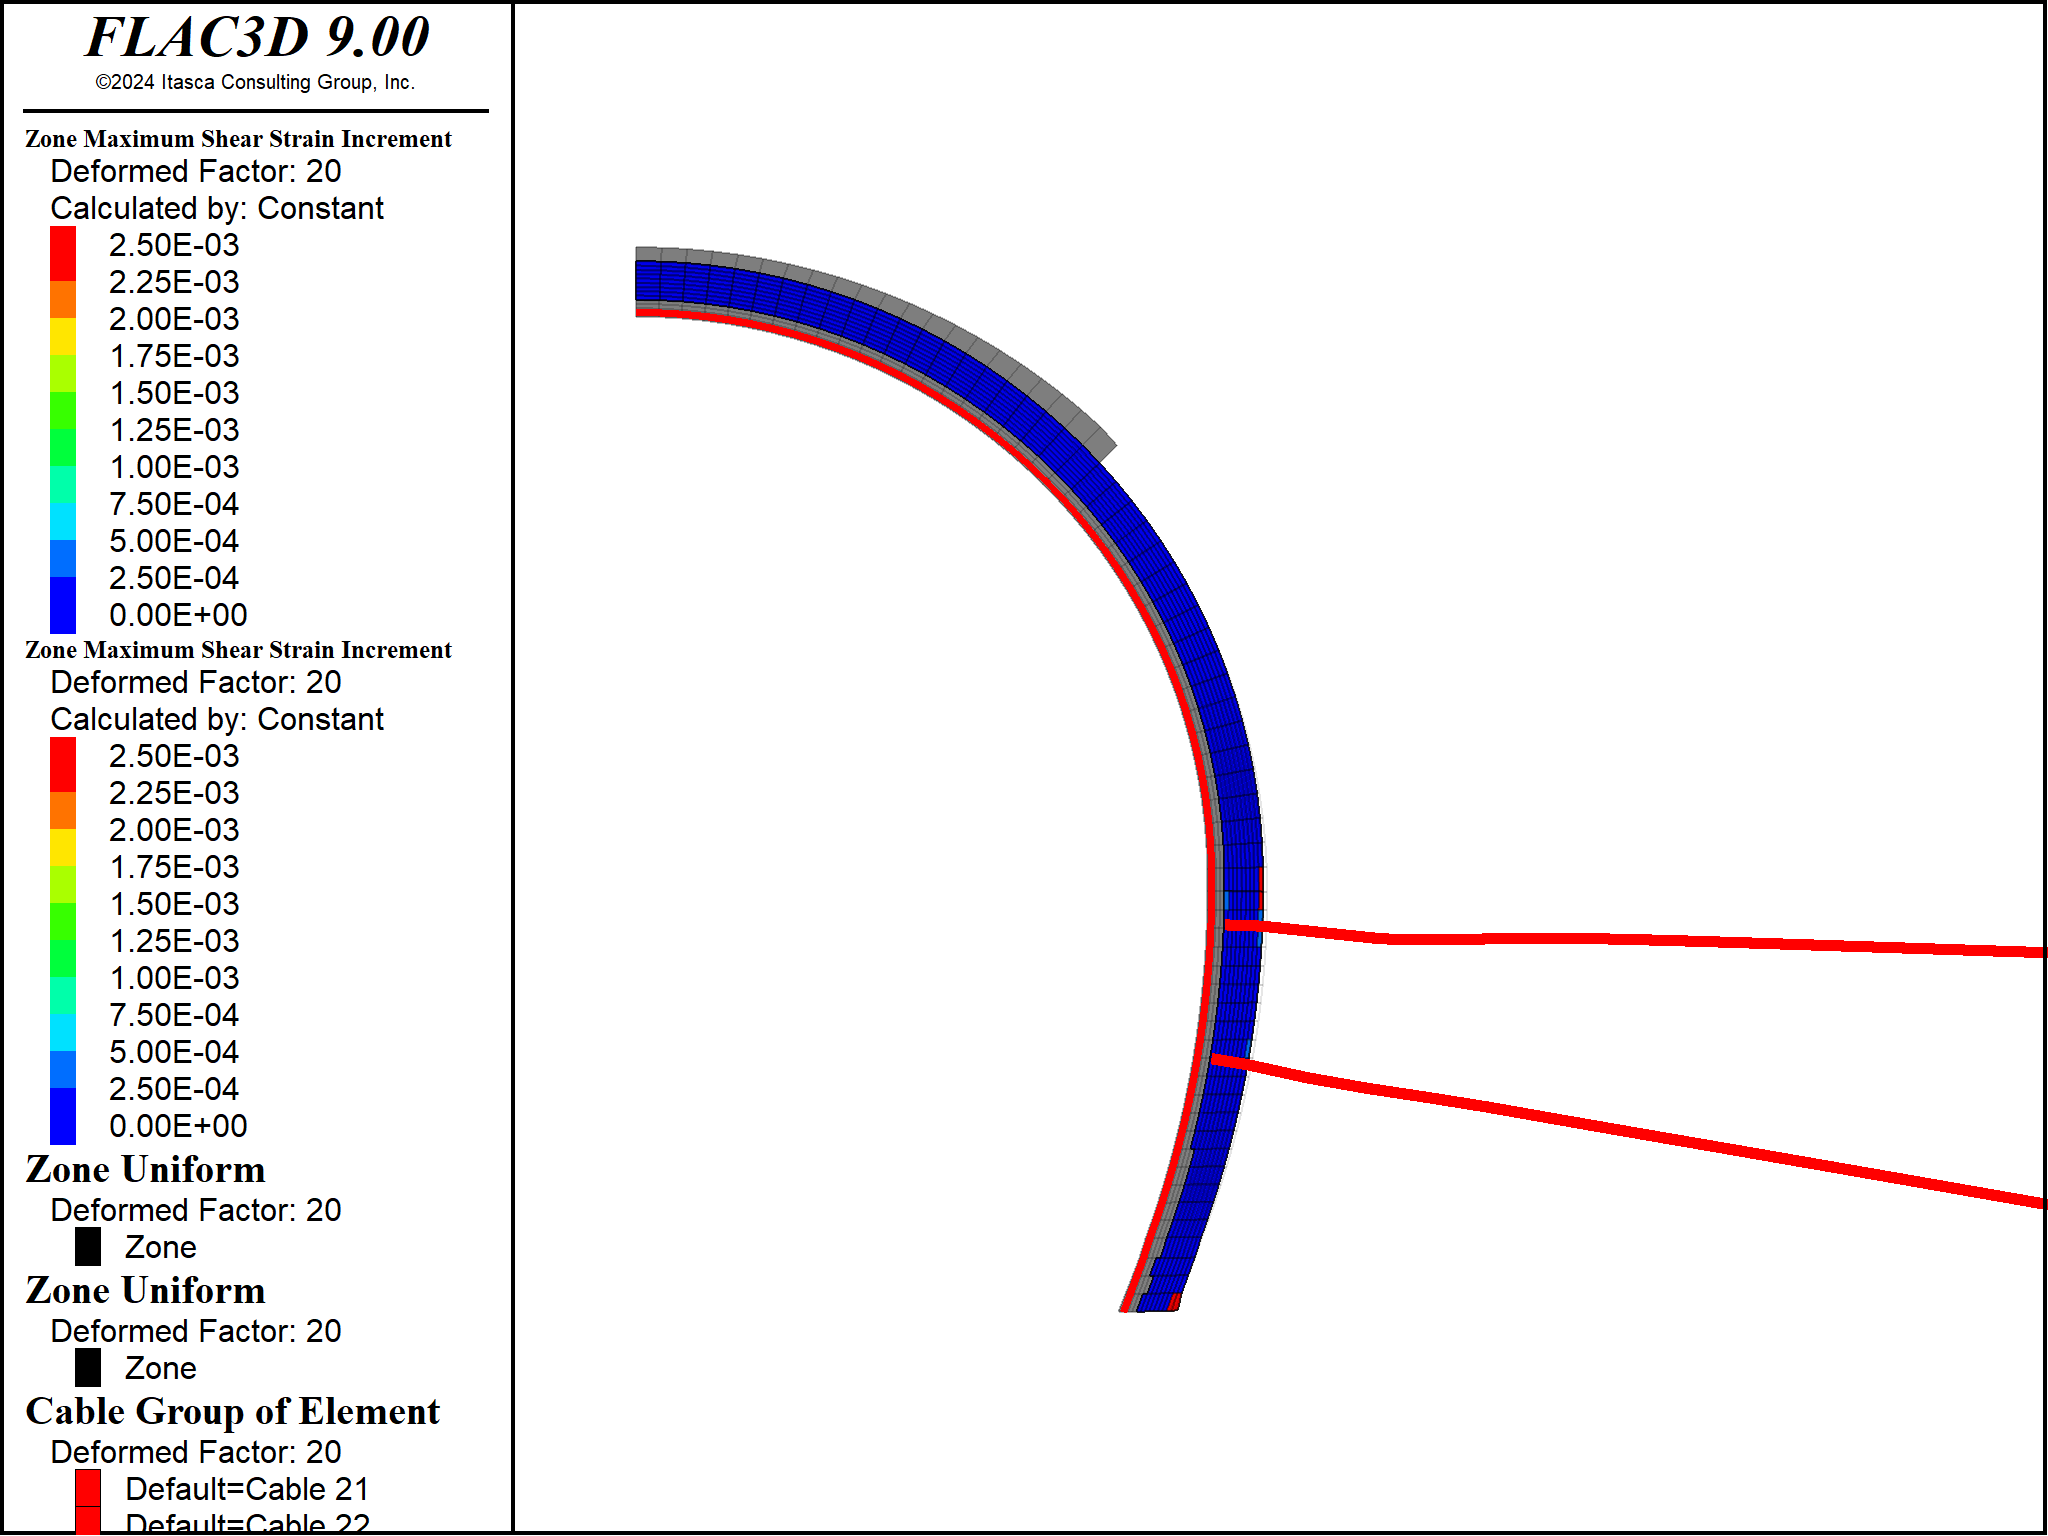 FLAC3D 9.00
©2024 Itasca Consulting Group, Inc.
Zone Maximum Shear Strain Increment
Deformed Factor: 20
Calculated by: Constant
2.50E-03
2.25E-03
2.00E-03
1.75E-03
1.50E-03
1.25E-03
1.00E-03
7.50E-04
5.00E-04
2.50E-04
0.00E+00
Zone Maximum Shear Strain Increment
Deformed Factor: 20
Calculated by: Constant
2.50E-03
2.25E-03
2.00E-03
1.75E-03
1.50E-03
1.25E-03
1.00E-03
7.50E-04
5.00E-04
2.50E-04
0.00E+00
Zone Uniform
Deformed Factor: 20
Zone
Zone Uniform
Deformed Factor: 20
Zone
Cable Group of Element
Deformed Factor: 20
Default=Cable 21
Default=Cable 22